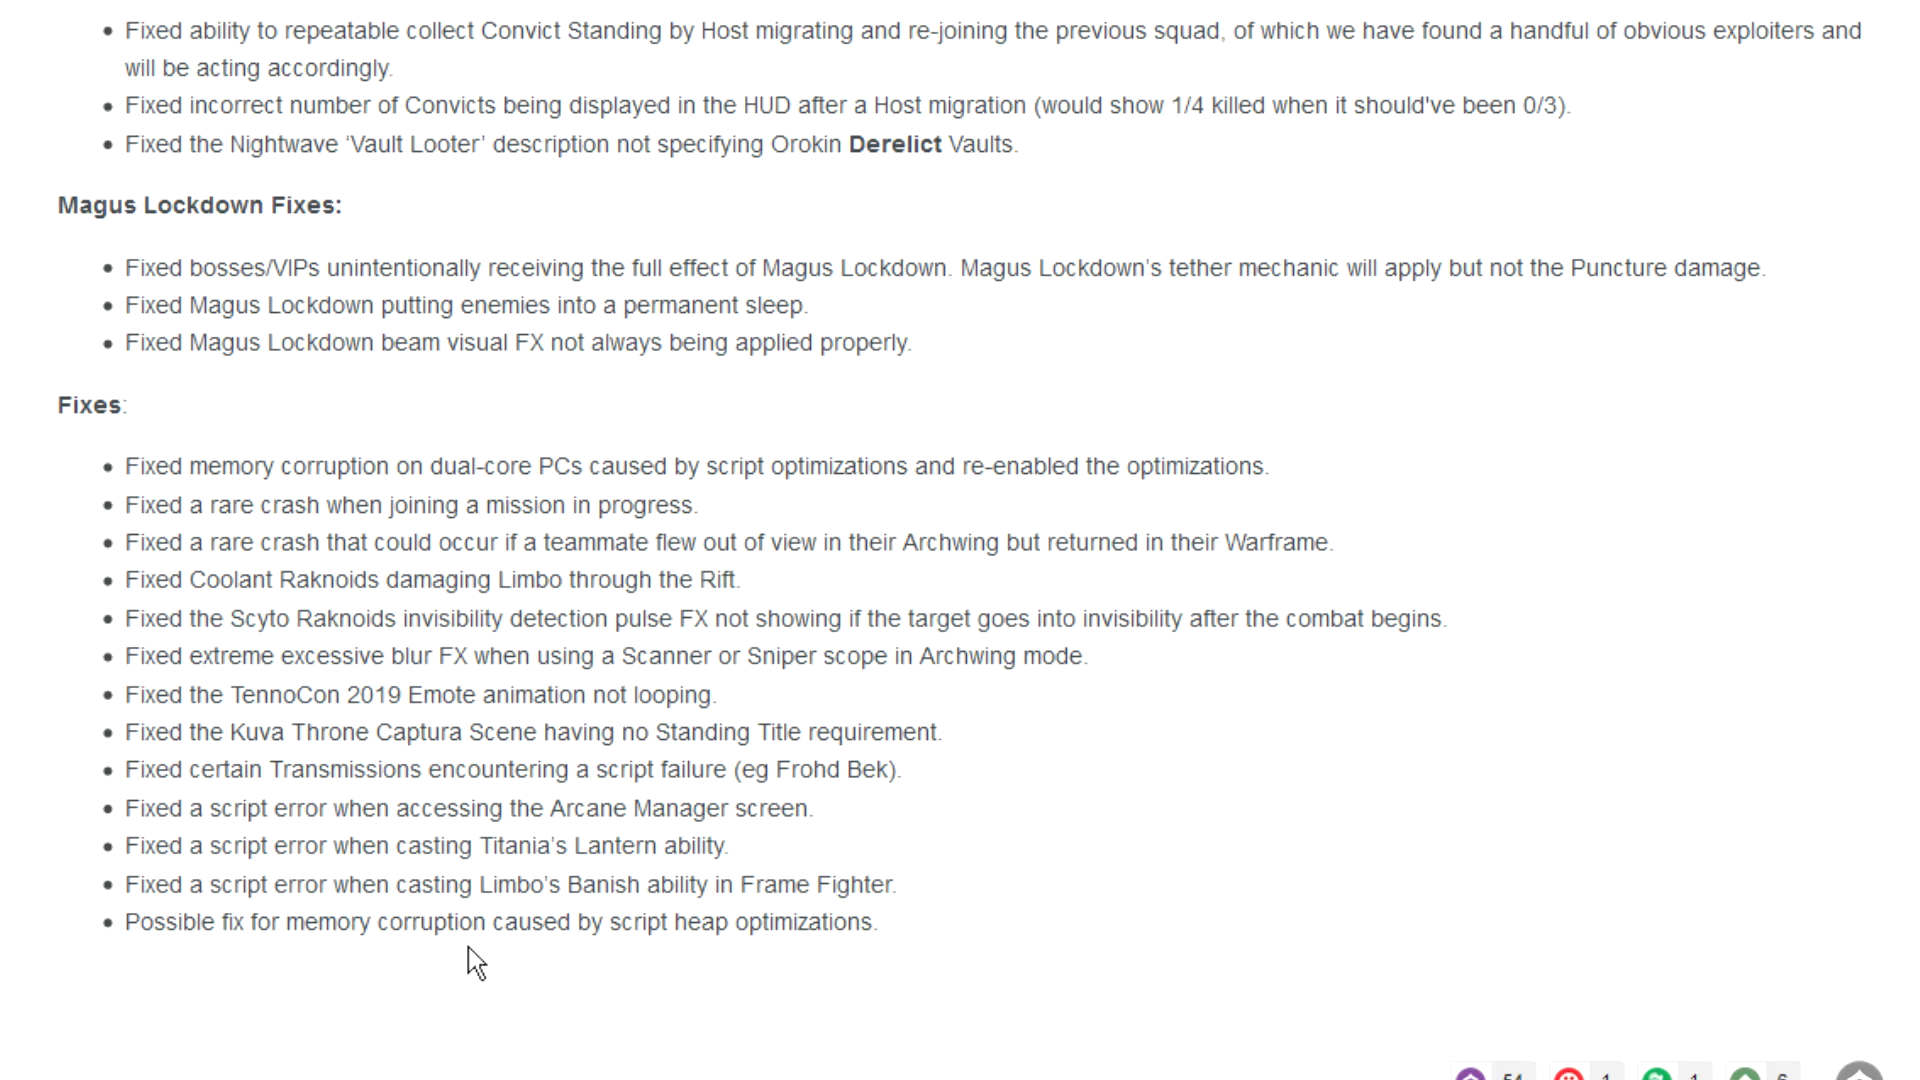 Fixed ability to repeatable collect Convict Standing by Host migrating and re-joining the previous squad, of which we have found a handful of obvious exploiters and
will be acting accordingly.
Fixed incorrect number of Convicts being displayed in the HUD after a Host migration (would show 1/4 killed when it should've been 0/3).
Fixed the Nightwave ‘Vault Looter’ description not specifying Orokin Derelict Vaults.
Magus Lockdown Fixes:
Fixed bosses/VIPs unintentionally receiving the full effect of Magus Lockdown. Magus Lockdown’s tether mechanic will apply but not the Puncture damage.
Fixed Magus Lockdown putting enemies into a permanent sleep.
Fixed Magus Lockdown beam visual FX not always being applied properly.
Fixes:
Fixed memory corruption on dual-core PCs caused by script optimizations and re-enabled the optimizations.
Fixed a rare crash when joining a mission in progress.
Fixed a rare crash that could occur if a teammate flew out of view in their Archwing but returned in their Warframe.
Fixed Coolant Raknoids damaging Limbo through the Rift.
Fixed the Scyto Raknoids invisibility detection pulse FX not showing if the target goes into invisibility after the combat begins.
Fixed extreme excessive blur FX when using a Scanner or Sniper scope in Archwing mode.
Fixed the TennoCon 2019 Emote animation not looping.
Fixed the Kuva Throne Captura Scene having no Standing Title requirement.
Fixed certain Transmissions encountering a script failure (eg Frohd Bek).
Fixed a script error when accessing the Arcane Manager screen.
Fixed a script error when casting Titania’s Lantern ability.
Fixed a script error when casting Limbo’s Banish ability in Frame Fighter.
Possible fix for memory corruption caused by script heap optimizations.